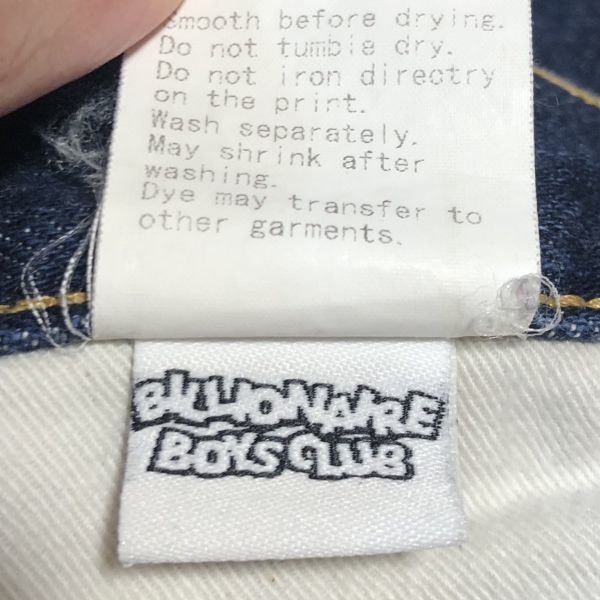 smooth before drying.
Do not tumble dry.
Do not iron directry
on the print.
Wash separately.
May shrink after
washing.
Dye may transfer to
other garments.
BILLIONAIRE
BOYS CLUB